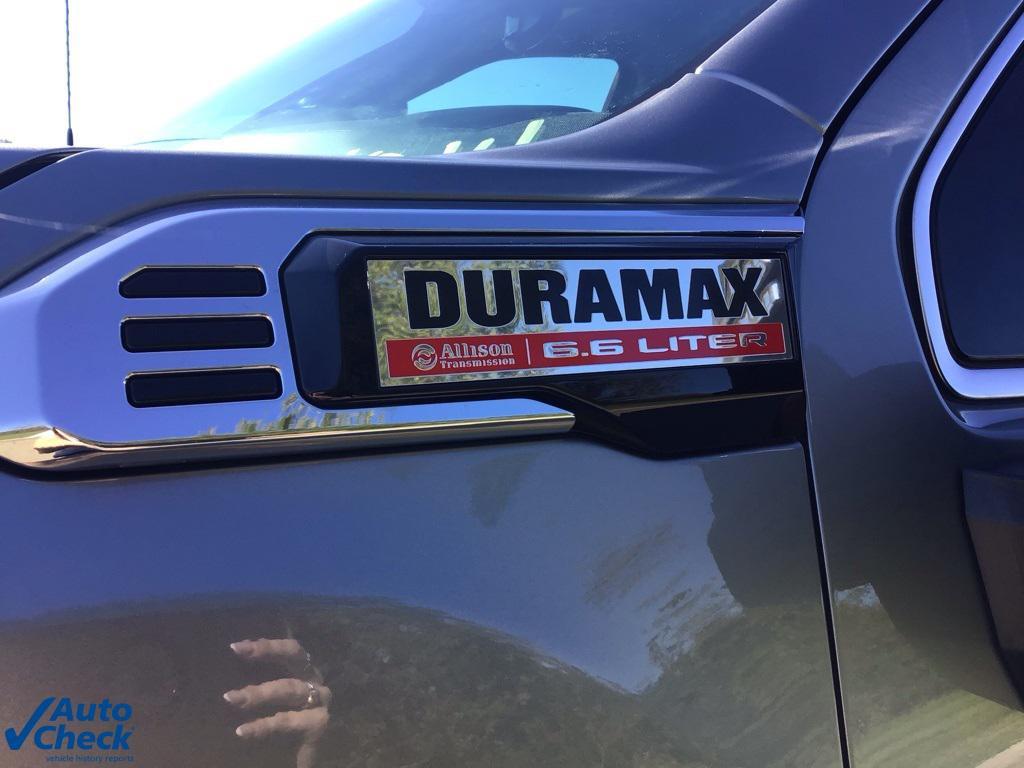 DURAMAX
Allison Transmission | 6.6 LITER
Auto
Check
vehicle history reports